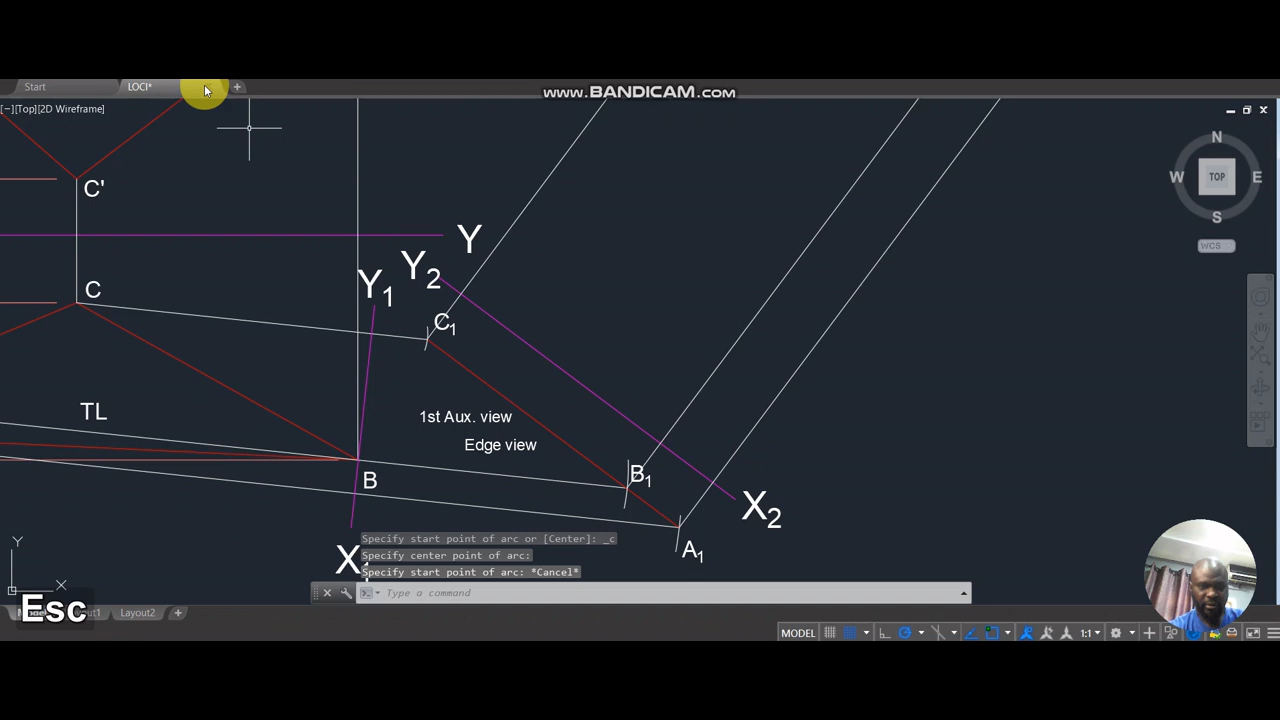 Start
LOCI*
WWW.BANDICAM.COM
[−][Top][2D Wireframe]
N
W
TOP
E
S
WCS
C'
Y
Y2
Y1
C
C1
TL
1st Aux. view
Edge view
B
B1
X2
A1
X
Specify start point of arc or [Center]: _c
Specify center point of arc:
Specify start point of arc: *Cancel*
Type a command
Y
X
Esc
Layout2
MODEL
1:1